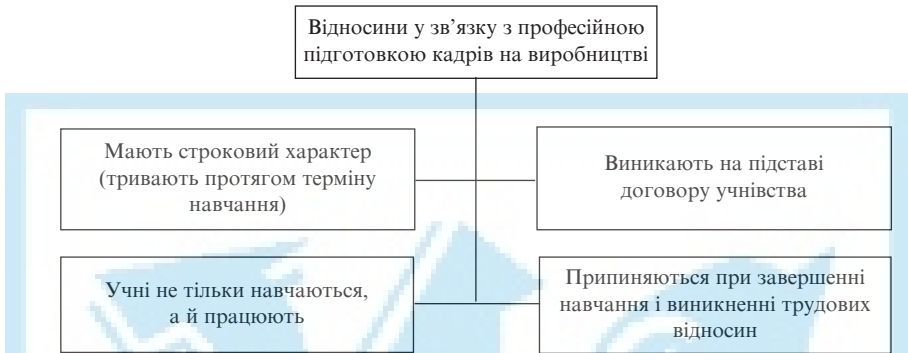 Відносини у зв’язку з професійною
підготовкою кадрів на виробництві
Мають строковий характер
(тривають протягом терміну
навчання)
Виникають на підставі
договору учнівства
Учні не тільки навчаються,
а й працюють
Припиняються при завершенні
навчання і виникненні трудових
відносин